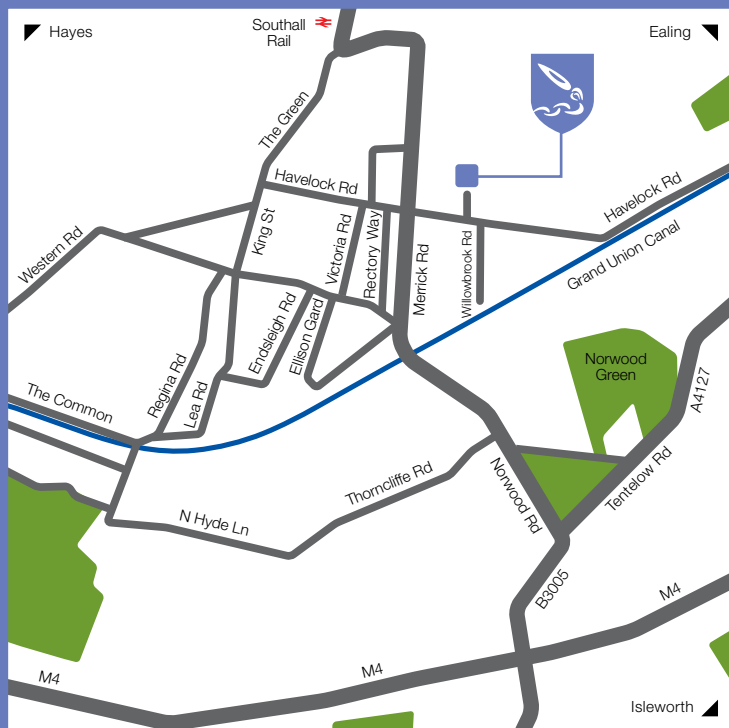 Hayes
Southall
Rail
Ealing
The Green
Havelock Rd
Havelock Rd
Western Rd
King St
Victoria Rd
Rectory Way
Merrick Rd
Willowbrook Rd
Grand Union Canal
Endsleigh Rd
Ellison Gard
Regina Rd
Lea Rd
The Common
Norwood
Green
A4127
Thorncliffe Rd
Norwood Rd
Tentelow Rd
N Hyde Ln
B3005
M4
M4
M4
Isleworth